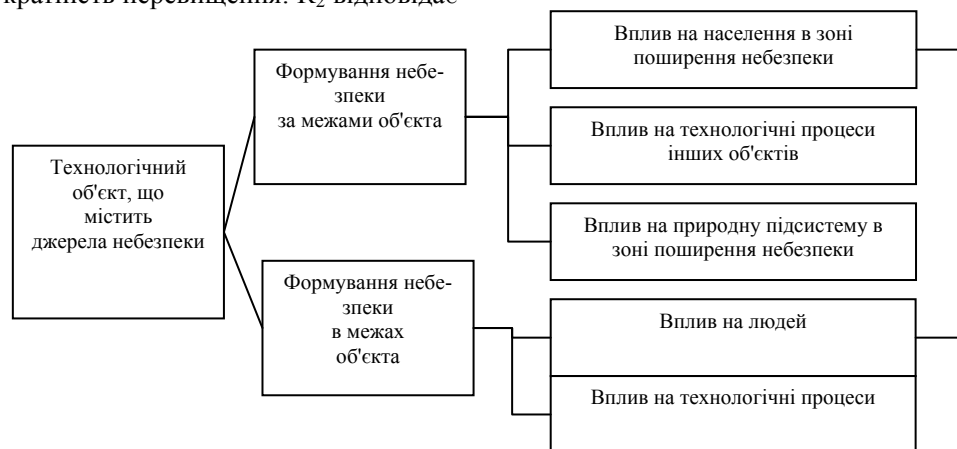 кратність перевищення. K₂ відповідає
Вплив на населення в зоні
поширення небезпеки
Формування небе-
зпеки
за межами об'єкта
Вплив на технологічні процеси
інших об'єктів
Технологічний
об'єкт, що
містить
джерела небезпеки
Вплив на природну підсистему в
зоні поширення небезпеки
Формування небе-
зпеки
в межах
об'єкта
Вплив на людей
Вплив на технологічні процеси